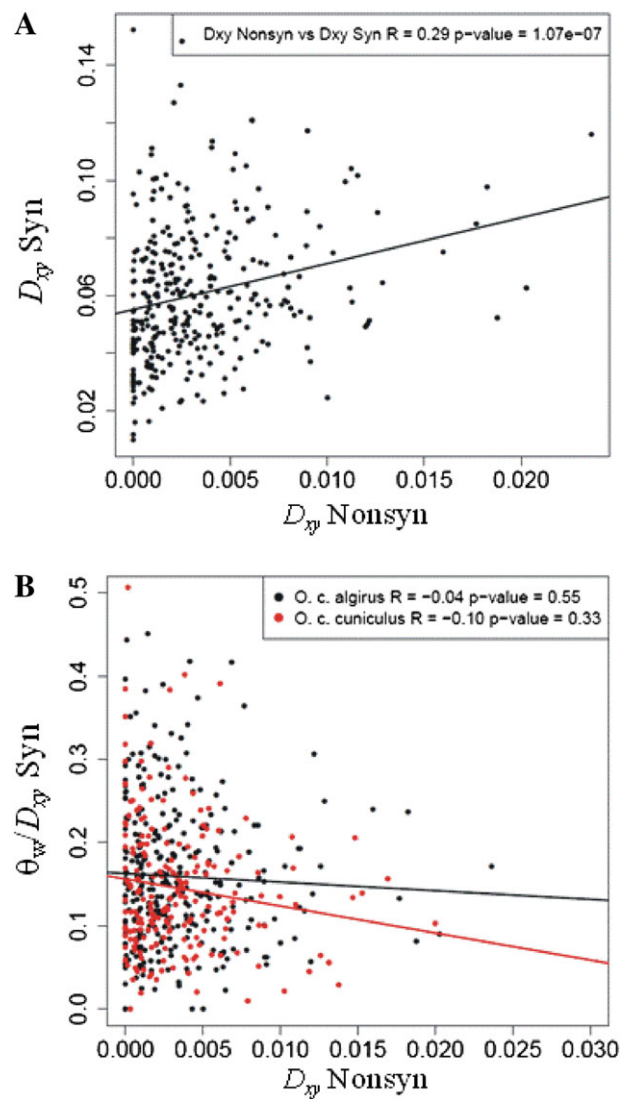 A
Dxy Nonsyn vs Dxy Syn R = 0.29 p-value = 1.07e-07
0.14
0.10
0.06
0.02
Dxy Syn
0.000 0.005 0.010 0.015 0.020
Dxy Nonsyn
B
O. c. algirus R = -0.04 p-value = 0.55
O. c. cuniculus R = -0.10 p-value = 0.33
0.5
0.4
0.3
0.2
0.1
0.0
θw/Dxy Syn
0.000 0.005 0.010 0.015 0.020 0.025 0.030
Dxy Nonsyn